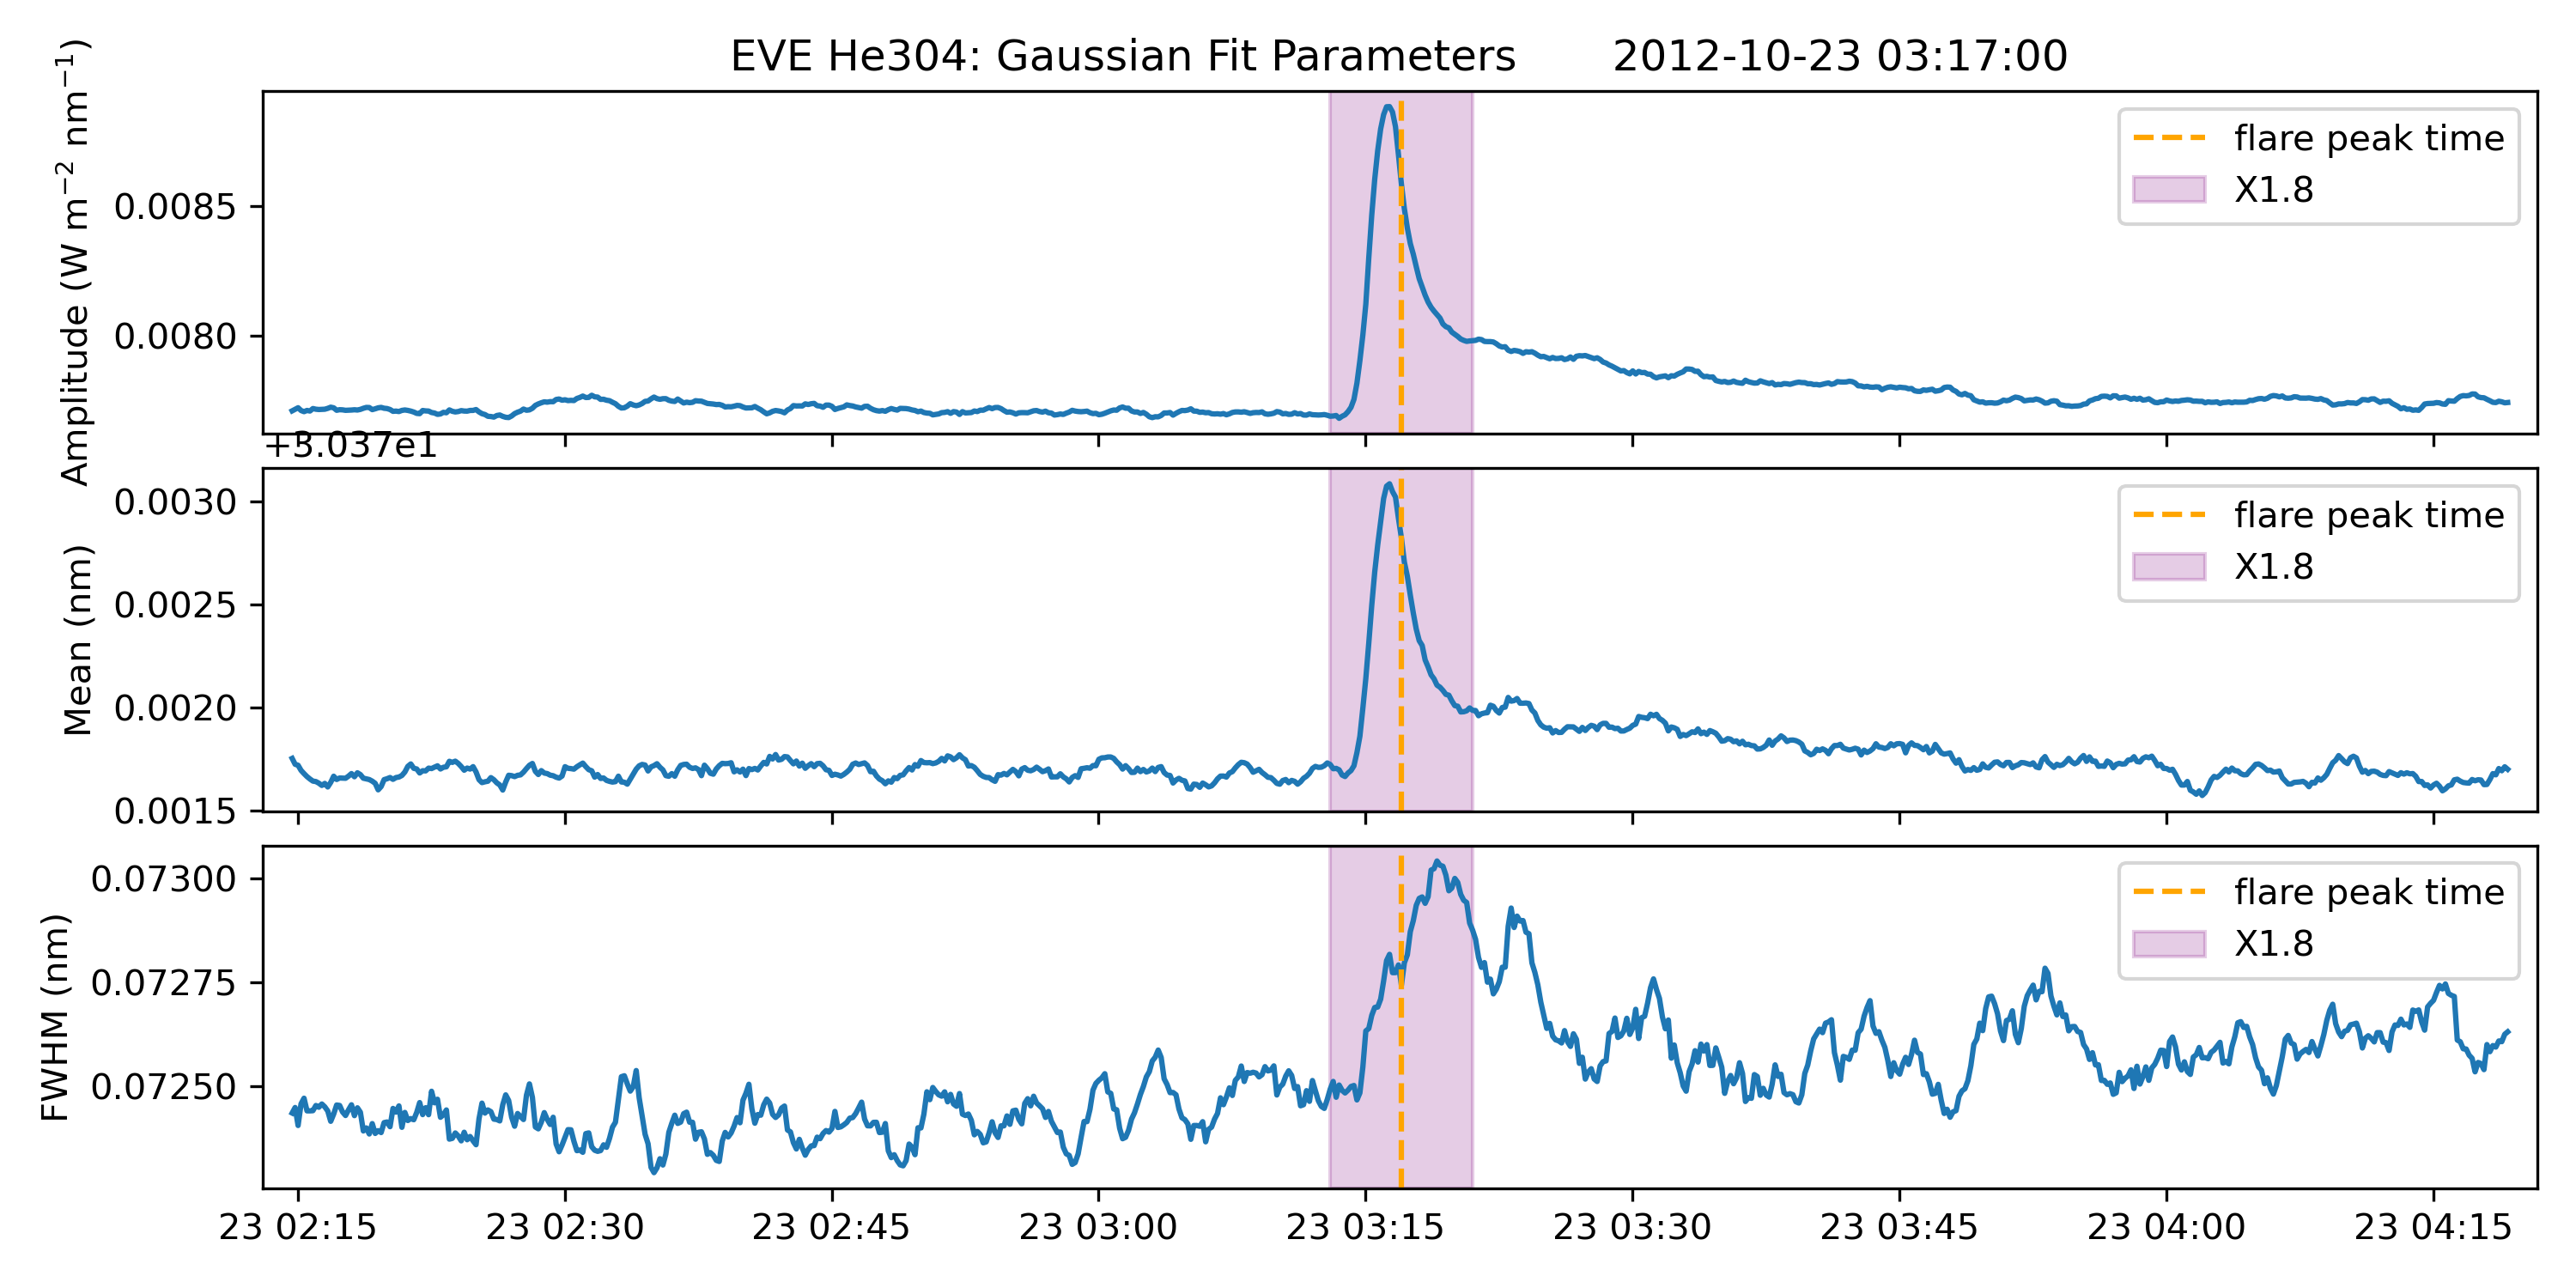 EVE He304: Gaussian Fit Parameters 2012-10-23 03:17:00
Amplitude (W m⁻² nm⁻¹)
0.0085
0.0080
flare peak time
X1.8
+3.037e1
Mean (nm)
0.0030
0.0025
0.0020
0.0015
flare peak time
X1.8
FWHM (nm)
0.07300
0.07275
0.07250
flare peak time
X1.8
23 02:15 23 02:30 23 02:45 23 03:00 23 03:15 23 03:30 23 03:45 23 04:00 23 04:15